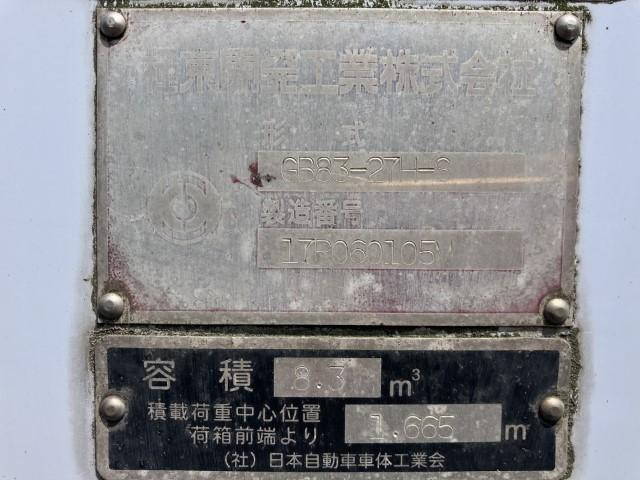 極東開発工業株式会社
形 式
GB83-27H-S
製造番号
17R060105V
容積 8.3 m³
積載荷重中心位置
荷箱前端より 1.665 m
(社)日本自動車車体工業会